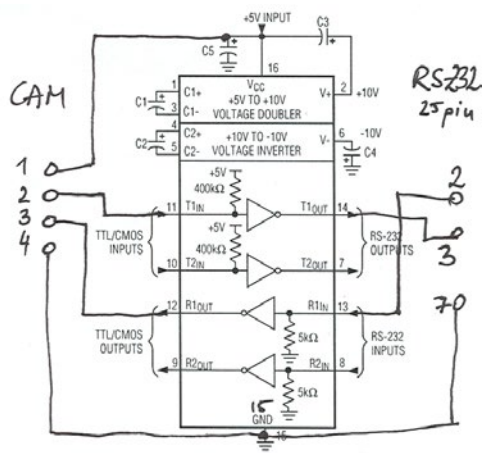 +5V INPUT
C3
C5
16
VCC
+5V TO +10V
VOLTAGE DOUBLER
1
C1+
C1
3
C1-
V+
2
+10V
CAM
RS-232
25 pin
4
C2+
C2
5
C2-
+10V TO -10V
VOLTAGE INVERTER
V-
6
-10V
C4
1
2
3
4
+5V
400kΩ
11
T1IN
T1OUT
14
+5V
400kΩ
TTL/CMOS
INPUTS
RS-232
OUTPUTS
10
T2IN
T2OUT
7
2
3
12
R1OUT
R1IN
13
5kΩ
TTL/CMOS
OUTPUTS
RS-232
INPUTS
9
R2OUT
R2IN
8
5kΩ
7
15
GND
15